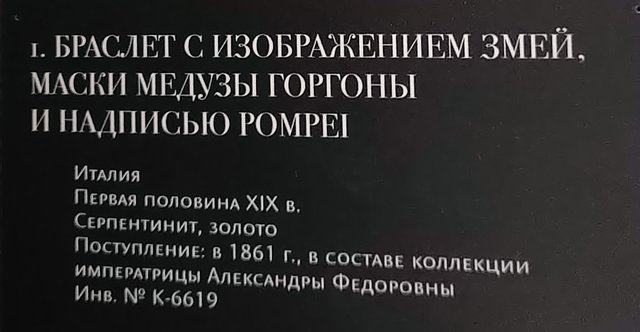 1. БРАСЛЕТ С ИЗОБРАЖЕНИЕМ ЗМЕЙ,
МАСКИ МЕДУЗЫ ГОРГОНЫ
И НАДПИСЬЮ POMPEI
Италия
Первая половина XIX в.
Серпентинит, золото
Поступление: в 1861 г., в составе коллекции
императрицы Александры Федоровны
Инв. № К-6619